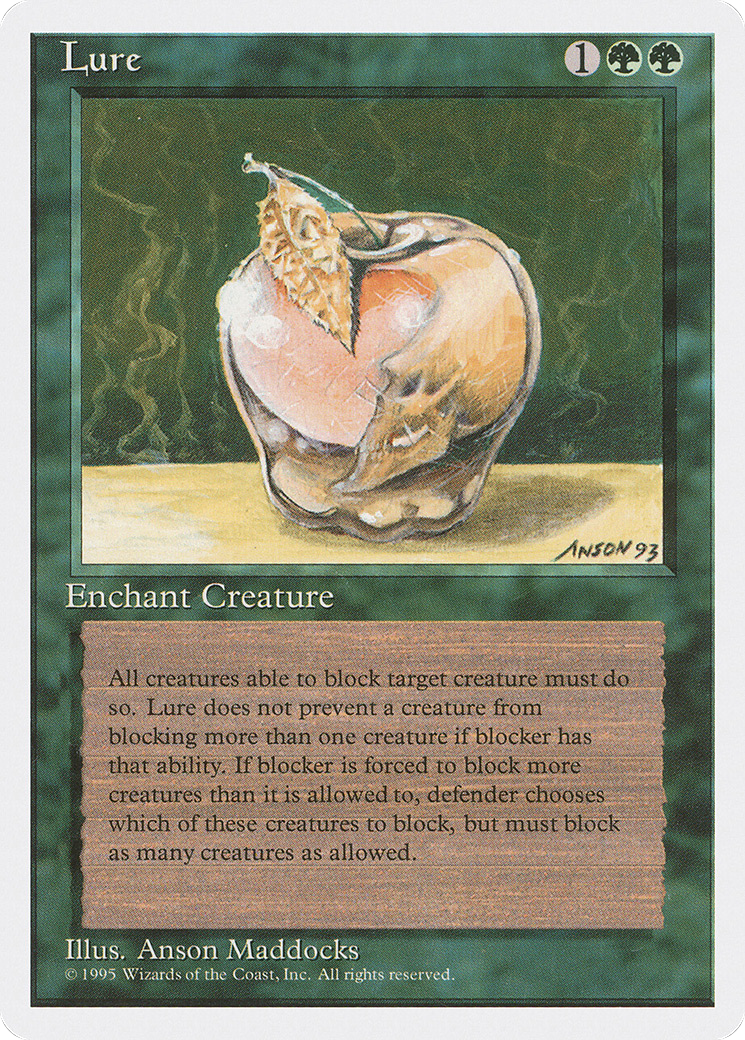 Lure 1
ANSON 93
Enchant Creature
All creatures able to block target creature must do
so. Lure does not prevent a creature from
blocking more than one creature if blocker has
that ability. If blocker is forced to block more
creatures than it is allowed to, defender chooses
which of these creatures to block, but must block
as many creatures as allowed.
Illus. Anson Maddocks
© 1995 Wizards of the Coast, Inc. All rights reserved.